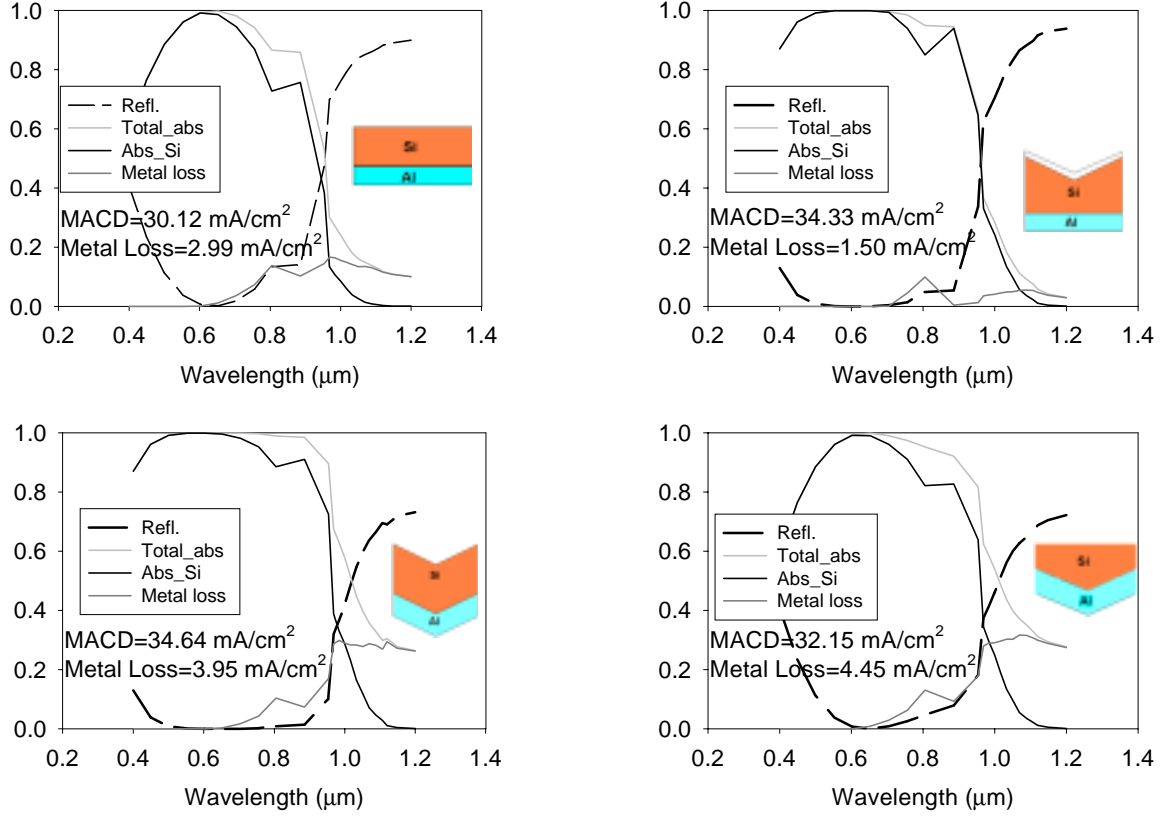 1.0
0.8
0.6
0.4
0.2
0.0
Refl.
Total_abs
Abs_Si
Metal loss
Si
Al
MACD=30.12 mA/cm²
Metal Loss=2.99 mA/cm²
0.2 0.4 0.6 0.8 1.0 1.2 1.4
Wavelength (μm)
1.0
0.8
0.6
0.4
0.2
0.0
Refl.
Total_abs
Abs_Si
Metal loss
Si
Al
MACD=34.33 mA/cm²
Metal Loss=1.50 mA/cm²
0.2 0.4 0.6 0.8 1.0 1.2 1.4
Wavelength (μm)
1.0
0.8
0.6
0.4
0.2
0.0
Refl.
Total_abs
Abs_Si
Metal loss
Si
Al
MACD=34.64 mA/cm²
Metal Loss=3.95 mA/cm²
0.2 0.4 0.6 0.8 1.0 1.2 1.4
Wavelength (μm)
1.0
0.8
0.6
0.4
0.2
0.0
Refl.
Total_abs
Abs_Si
Metal loss
Si
Al
MACD=32.15 mA/cm²
Metal Loss=4.45 mA/cm²
0.2 0.4 0.6 0.8 1.0 1.2 1.4
Wavelength (μm)